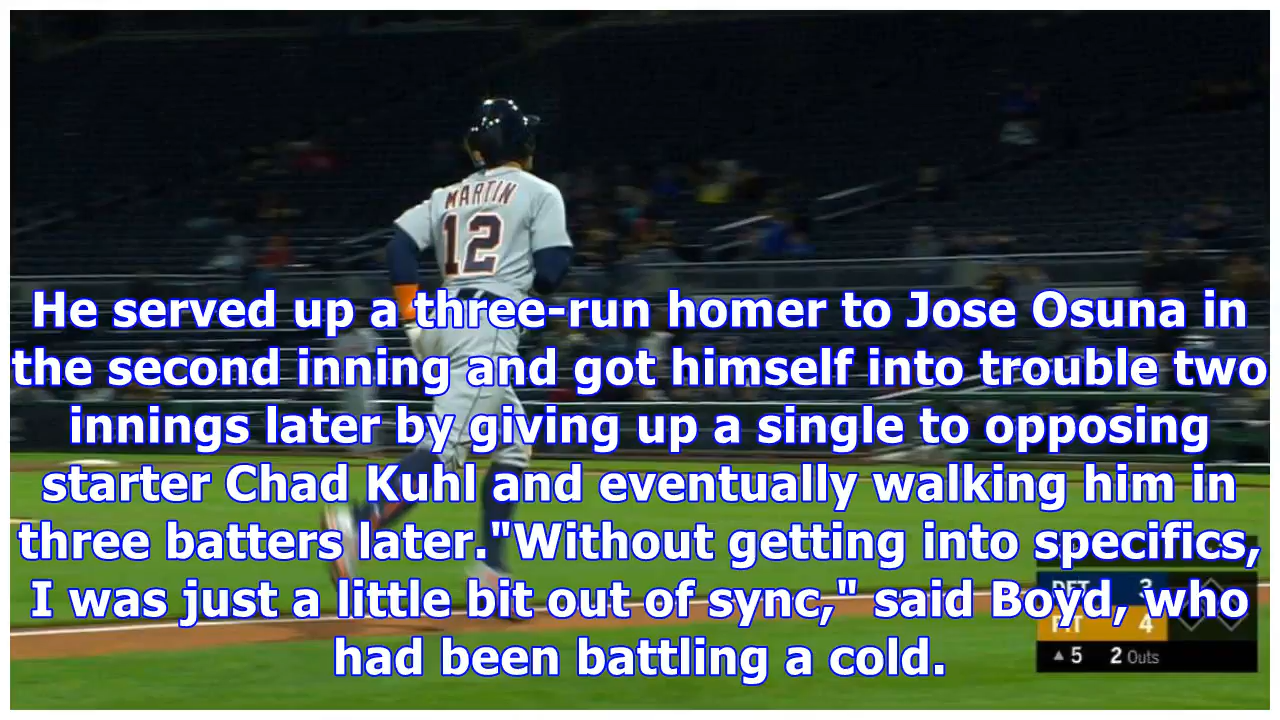 MARTIN
12
He served up a three-run homer to Jose Osuna in
the second inning and got himself into trouble two
innings later by giving up a single to opposing
starter Chad Kuhl and eventually walking him in
three batters later."Without getting into specifics,
I was just a little bit out of sync," said Boyd, who
had been battling a cold.
DET 3
PIT 4
▲ 5 2 Outs